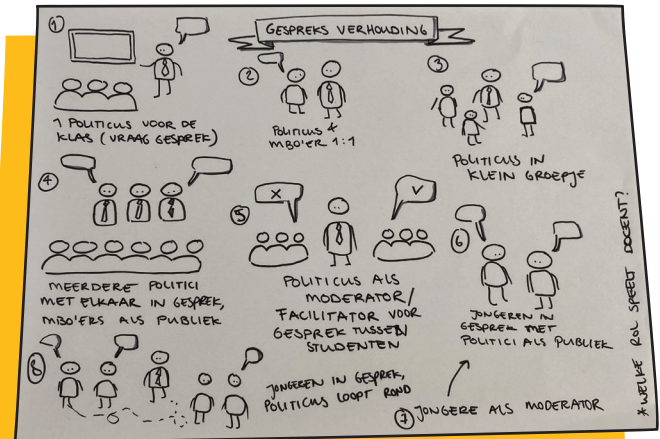 GESPREKS VERHOUDING
1
1 POLITICUS VOOR DE
KLAS (VRAAG GESPREK)
2
POLITICUS &
MBO'ER 1:1
3
POLITICUS IN
KLEIN GROEPJE
4
MEERDERE POLITICI
MET ELKAAR IN GESPREK,
MBO'ERS ALS PUBLIEK
5
X
V
POLITICUS ALS
MODERATOR/
FACILITATOR VOOR
GESPREK TUSSEN
STUDENTEN
6
JONGEREN IN
GESPREK MET
POLITICI ALS PUBLIEK
7 JONGERE ALS MODERATOR
8
JONGEREN IN GESPREK,
POLITICUS LOOPT ROND
* WELKE ROL SPEELT DOCENT?